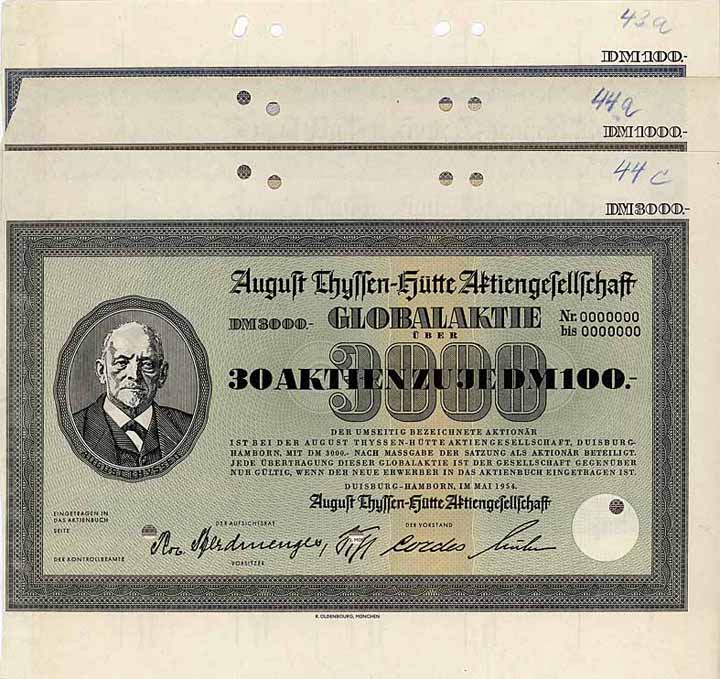 43a
DM100.-
44a
DM1000.-
44c
DM3000.-
August Thyssen-Hütte Aktiengesellschaft
DM3000.- GLOBALAKTIE Nr. 0000000
ÜBER bis 0000000
3000
30 AKTIEN ZU JE DM 100.-
DER UMSEITIG BEZEICHNETE AKTIONÄR
IST BEI DER AUGUST THYSSEN-HÜTTE AKTIENGESELLSCHAFT, DUISBURG-
HAMBORN, MIT DM 3000.- NACH MASSGABE DER SATZUNG ALS AKTIONÄR BETEILIGT.
JEDE ÜBERTRAGUNG DIESER GLOBALAKTIE IST DER GESELLSCHAFT GEGENÜBER
NUR GÜLTIG, WENN DER NEUE ERWERBER IN DAS AKTIENBUCH EINGETRAGEN IST.
DUISBURG-HAMBORN, IM MAI 1954.
August Thyssen-Hütte Aktiengesellschaft
AUGUST THYSSEN
EINGETRAGEN IN
DAS AKTIENBUCH
SEITE
DER AUFSICHTSRAT DER VORSTAND
Rob. Pferdmenges, Cordes
DER KONTROLLBEAMTE VORSITZER
R. OLDENBOURG, MÜNCHEN